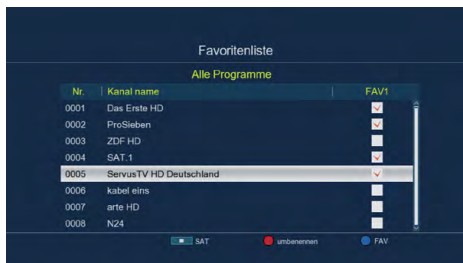 Favoritenliste
Alle Programme
Nr. Kanal name FAV1
0001 Das Erste HD
0002 ProSieben
0003 ZDF HD
0004 SAT.1
0005 ServusTV HD Deutschland
0006 kabel eins
0007 arte HD
0008 N24
SAT umbenennen FAV